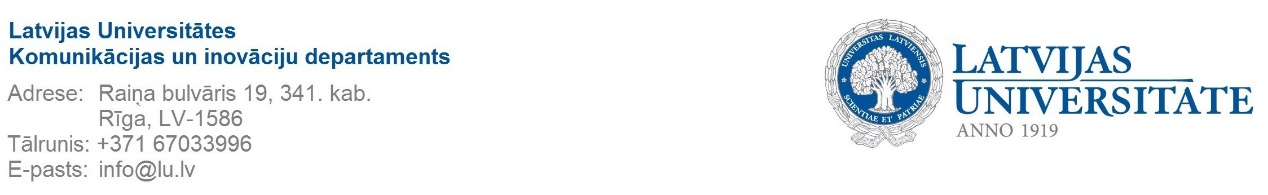 Latvijas Universitātes
Komunikācijas un inovāciju departaments
Adrese: Raiņa bulvāris 19, 341. kab.
Rīga, LV-1586
Tālrunis: +371 67033996
E-pasts: info@lu.lv
UNIVERSITAS LATVIENSIS
SCIENTIAE ET PATRIAE
LATVIJAS
UNIVERSITĀTE
ANNO 1919